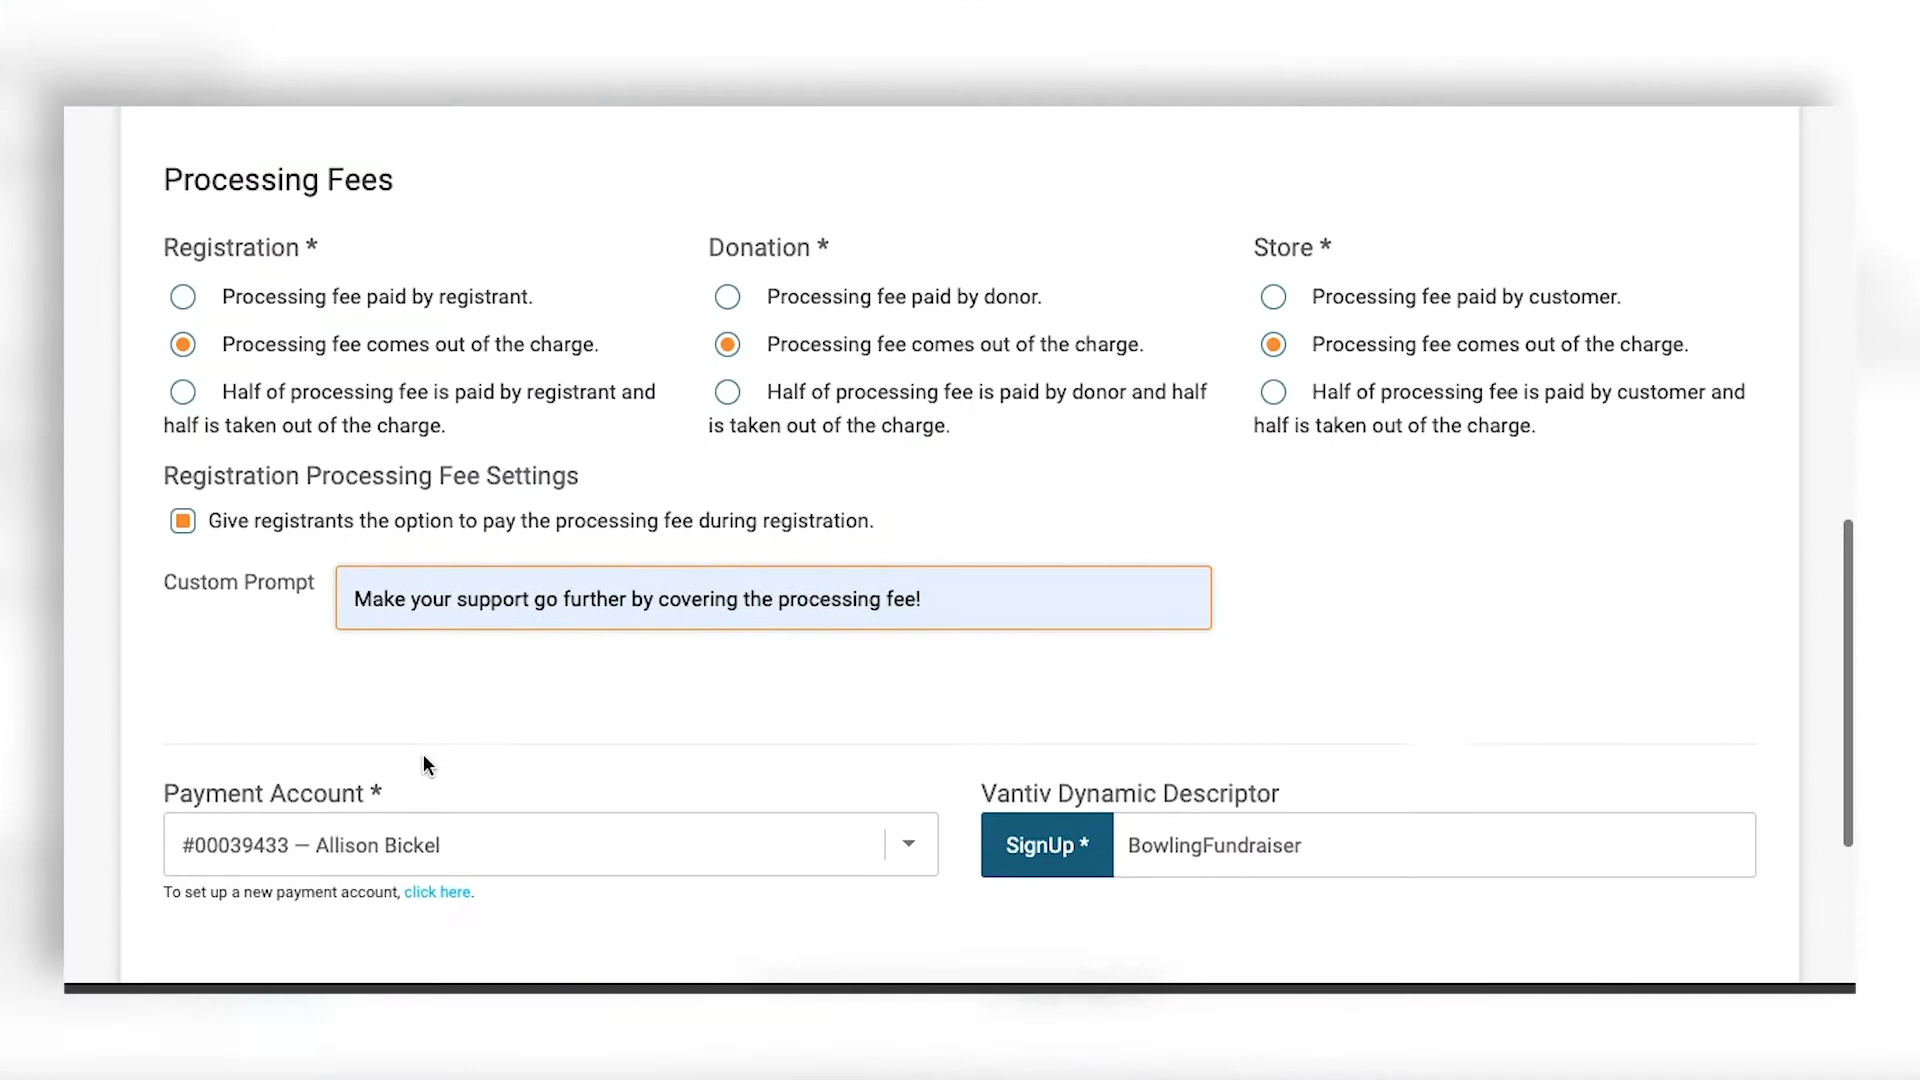 Processing Fees
Registration *
Processing fee paid by registrant.
Processing fee comes out of the charge.
Half of processing fee is paid by registrant and
half is taken out of the charge.
Donation *
Processing fee paid by donor.
Processing fee comes out of the charge.
Half of processing fee is paid by donor and half
is taken out of the charge.
Store *
Processing fee paid by customer.
Processing fee comes out of the charge.
Half of processing fee is paid by customer and
half is taken out of the charge.
Registration Processing Fee Settings
Give registrants the option to pay the processing fee during registration.
Custom Prompt
Make your support go further by covering the processing fee!
Payment Account *
#00039433 — Allison Bickel
To set up a new payment account, click here.
Vantiv Dynamic Descriptor
SignUp * BowlingFundraiser